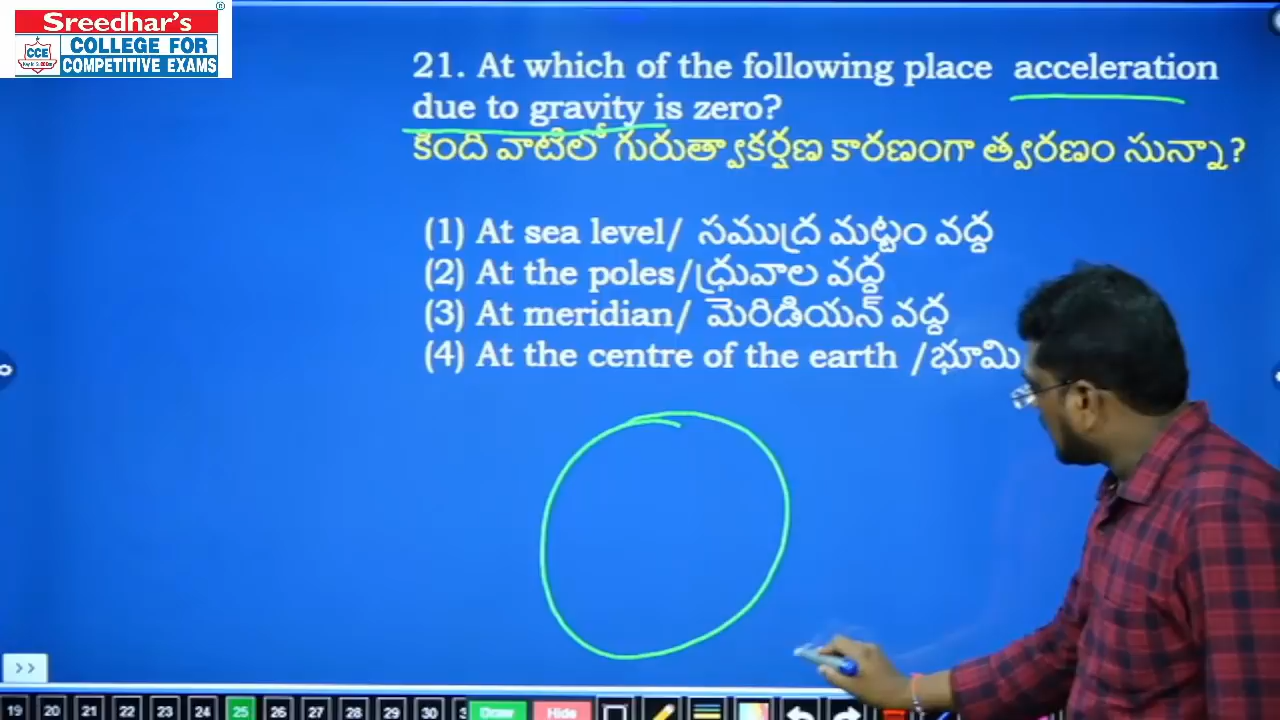 Sreedhar's
®
CCE
COLLEGE FOR
COMPETITIVE EXAMS
21. At which of the following place acceleration
due to gravity is zero?
కింది వాటిలో గురుత్వాకర్షణ కారణంగా త్వరణం సున్నా?
(1) At sea level/ సముద్ర మట్టం వద్ద
(2) At the poles/ధ్రువాల వద్ద
(3) At meridian/ మెరిడియన్ వద్ద
(4) At the centre of the earth /భూమి
>>
19 20 21 22 23 24 25 26 27 28 29 30 Draw Hide